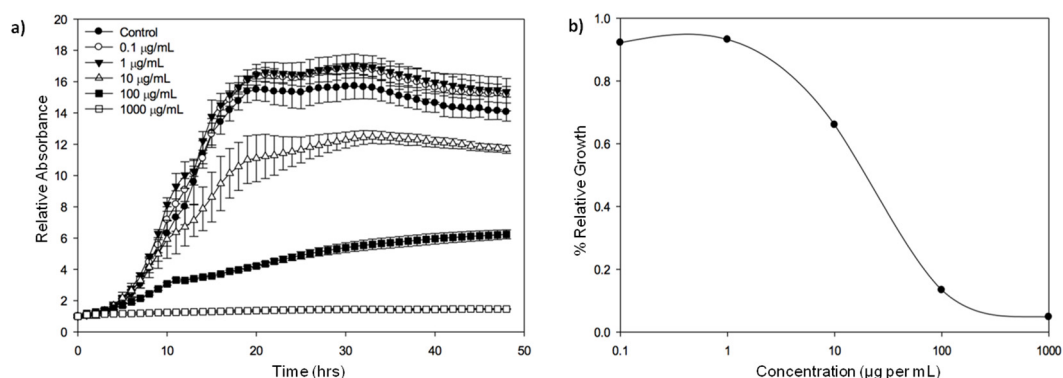 a)
Relative Absorbance
20
18
16
14
12
10
8
6
4
2
0
Control
0.1 µg/mL
1 µg/mL
10 µg/mL
100 µg/mL
1000 µg/mL
0 10 20 30 40 50
Time (hrs)
b)
% Relative Growth
1.0
0.8
0.6
0.4
0.2
0.0
0.1 1 10 100 1000
Concentration (µg per mL)